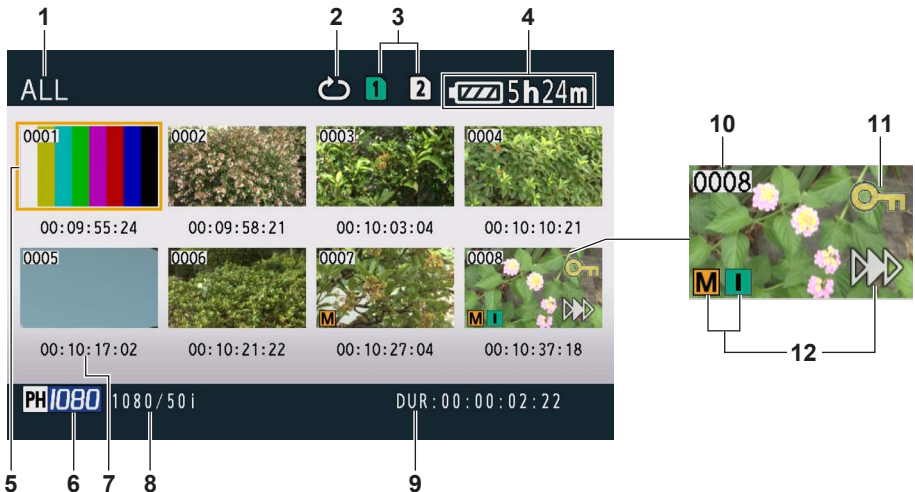 1 2 3 4
ALL 1 2 5h24m
0001 0002 0003 0004
00:09:55:24 00:09:58:21 00:10:03:04 00:10:10:21
0005 0006 0007 0008
M M I
00:10:17:02 00:10:21:22 00:10:27:04 00:10:37:18
PH 1080 1080/50i DUR:00:00:02:22
5 6 7 8 9
10 11
0008
M I
12